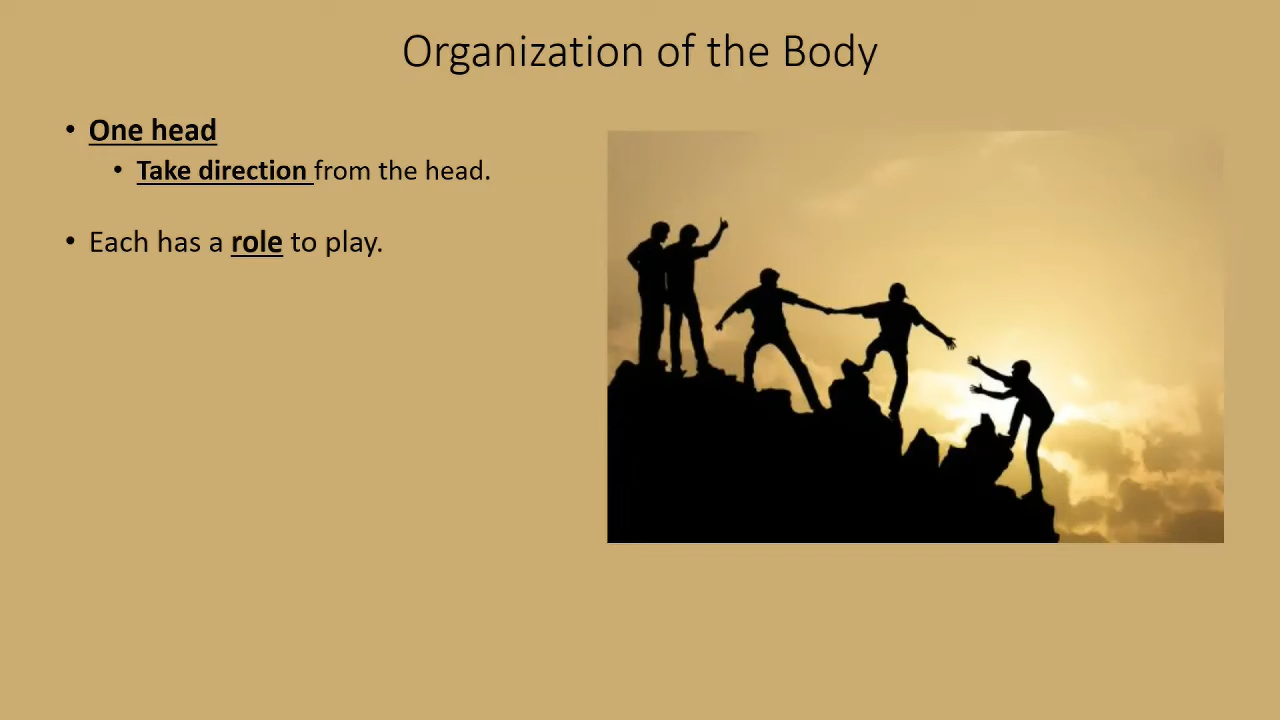 Organization of the Body
• One head
• Take direction from the head.
• Each has a role to play.